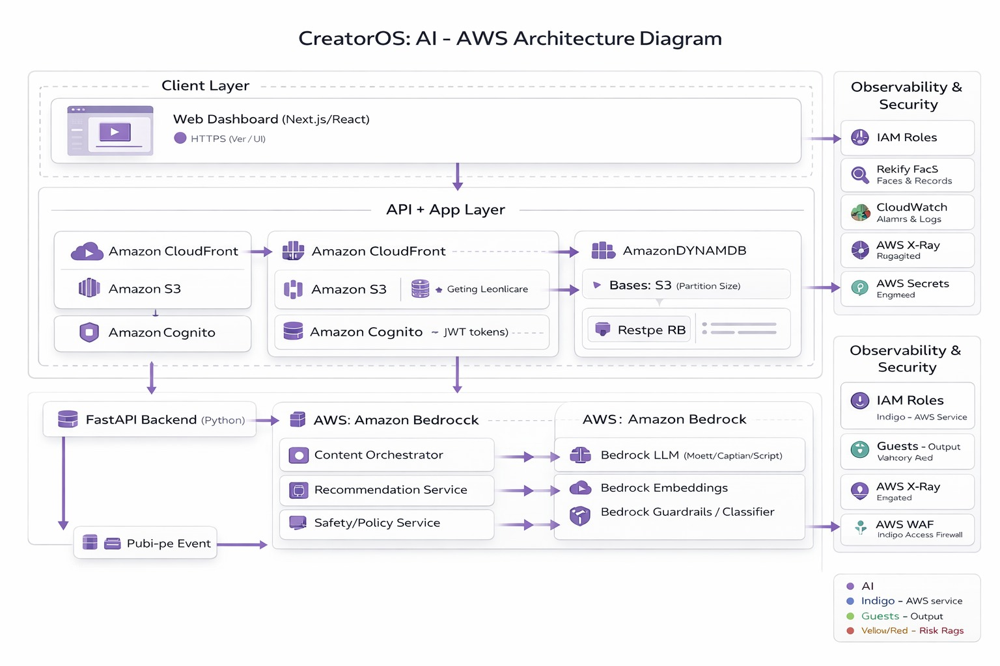 CreatorOS: AI - AWS Architecture Diagram
Client Layer
Web Dashboard (Next.js/React)
HTTPS (Ver / UI)
API + App Layer
Amazon CloudFront
Amazon S3
Amazon Cognito
Amazon CloudFront
Amazon S3
Geting Leonlicare
Amazon Cognito ~ JWT tokens)
AmazonDYNAMDB
Bases: S3 (Partition Size)
Restpe RB
FastAPI Backend (Python)
Pubi-pe Event
AWS: Amazon Bedrocck
Content Orchestrator
Recommendation Service
Safety/Policy Service
AWS: Amazon Bedrock
Bedrock LLM (Moett/Captian/Script)
Bedrock Embeddings
Bedrock Guardrails / Classifier
Observability &
Security
IAM Roles
Rekify FacS
Faces & Records
CloudWatch
Alamrs & Logs
AWS X-Ray
Rugagited
AWS Secrets
Engmeed
Observability &
Security
IAM Roles
Indigo - AWS Service
Guests - Output
AWS X-Ray
Emgated
AWS WAF
Indigo Access Firewall
AI
Indigo - AWS service
Guests - Output
Vellow/Red - Risk Rags